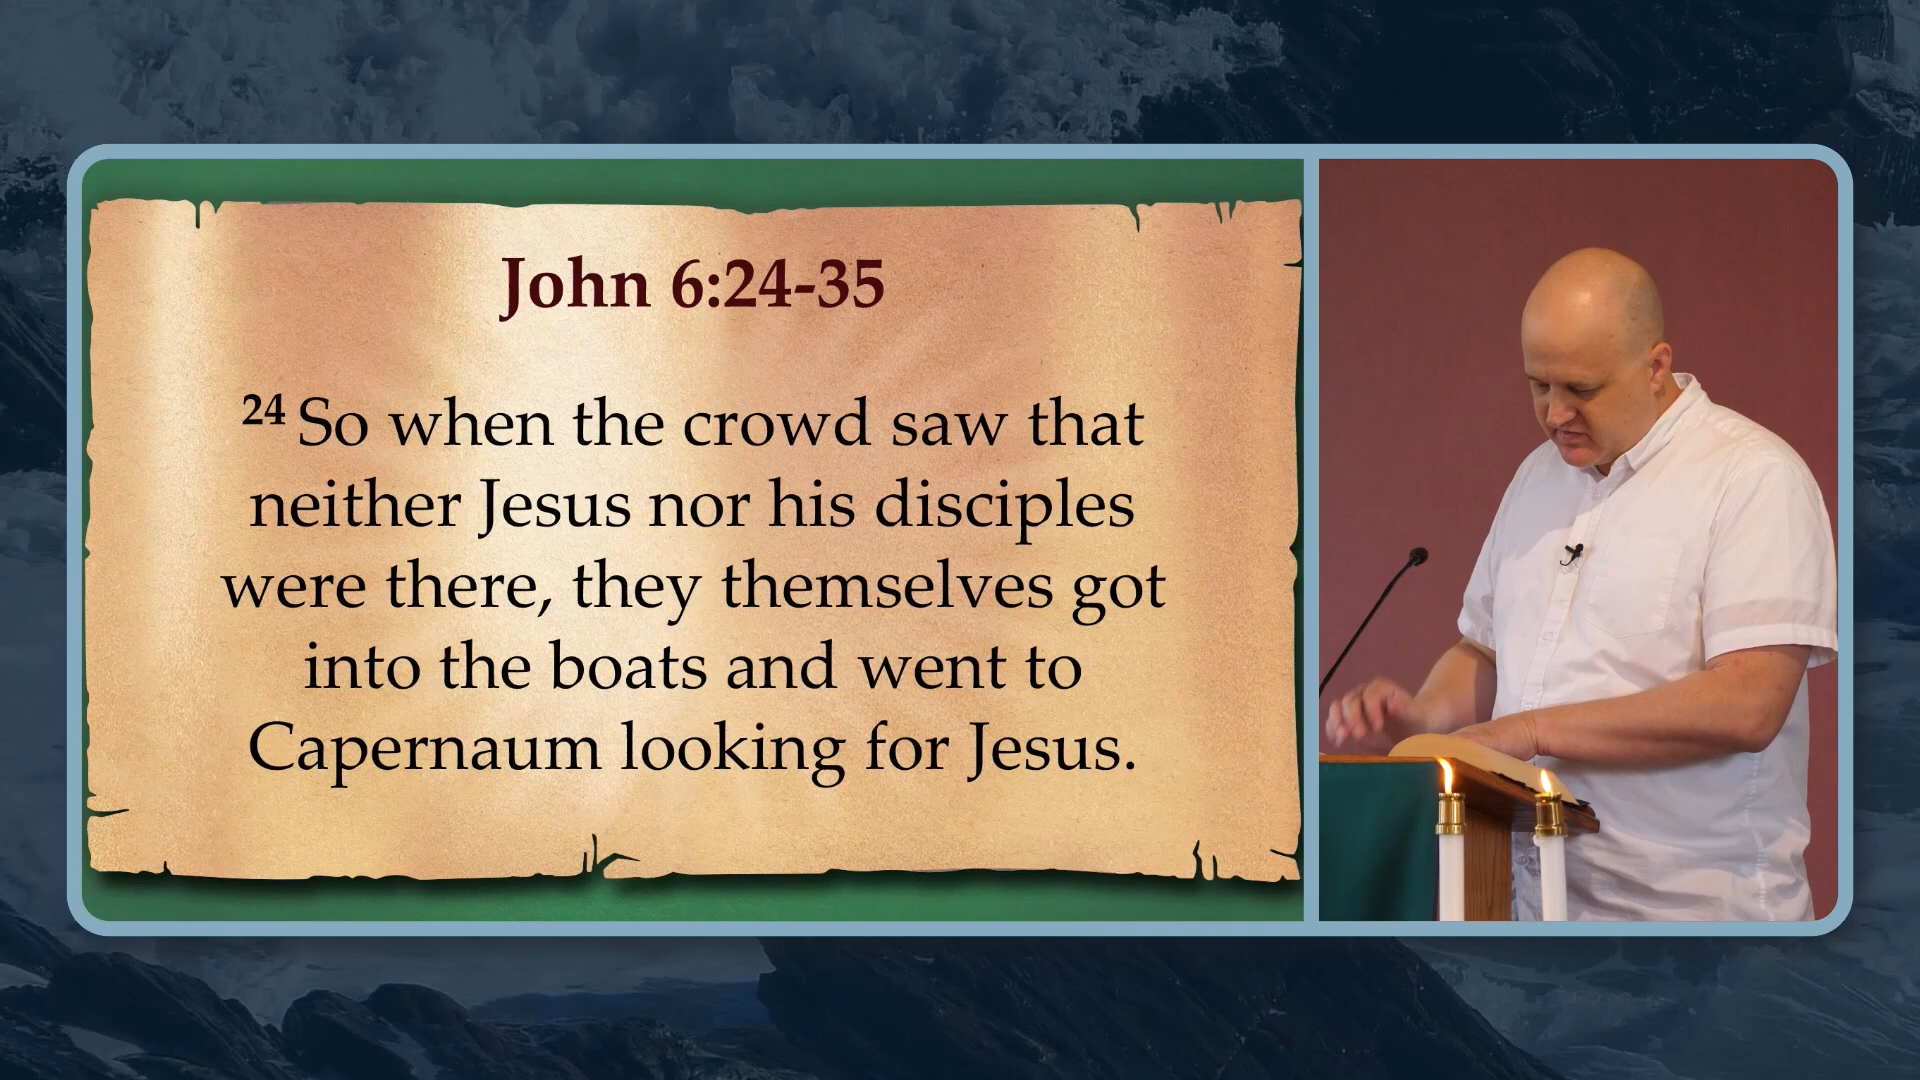 John 6:24-35
24 So when the crowd saw that
neither Jesus nor his disciples
were there, they themselves got
into the boats and went to
Capernaum looking for Jesus.